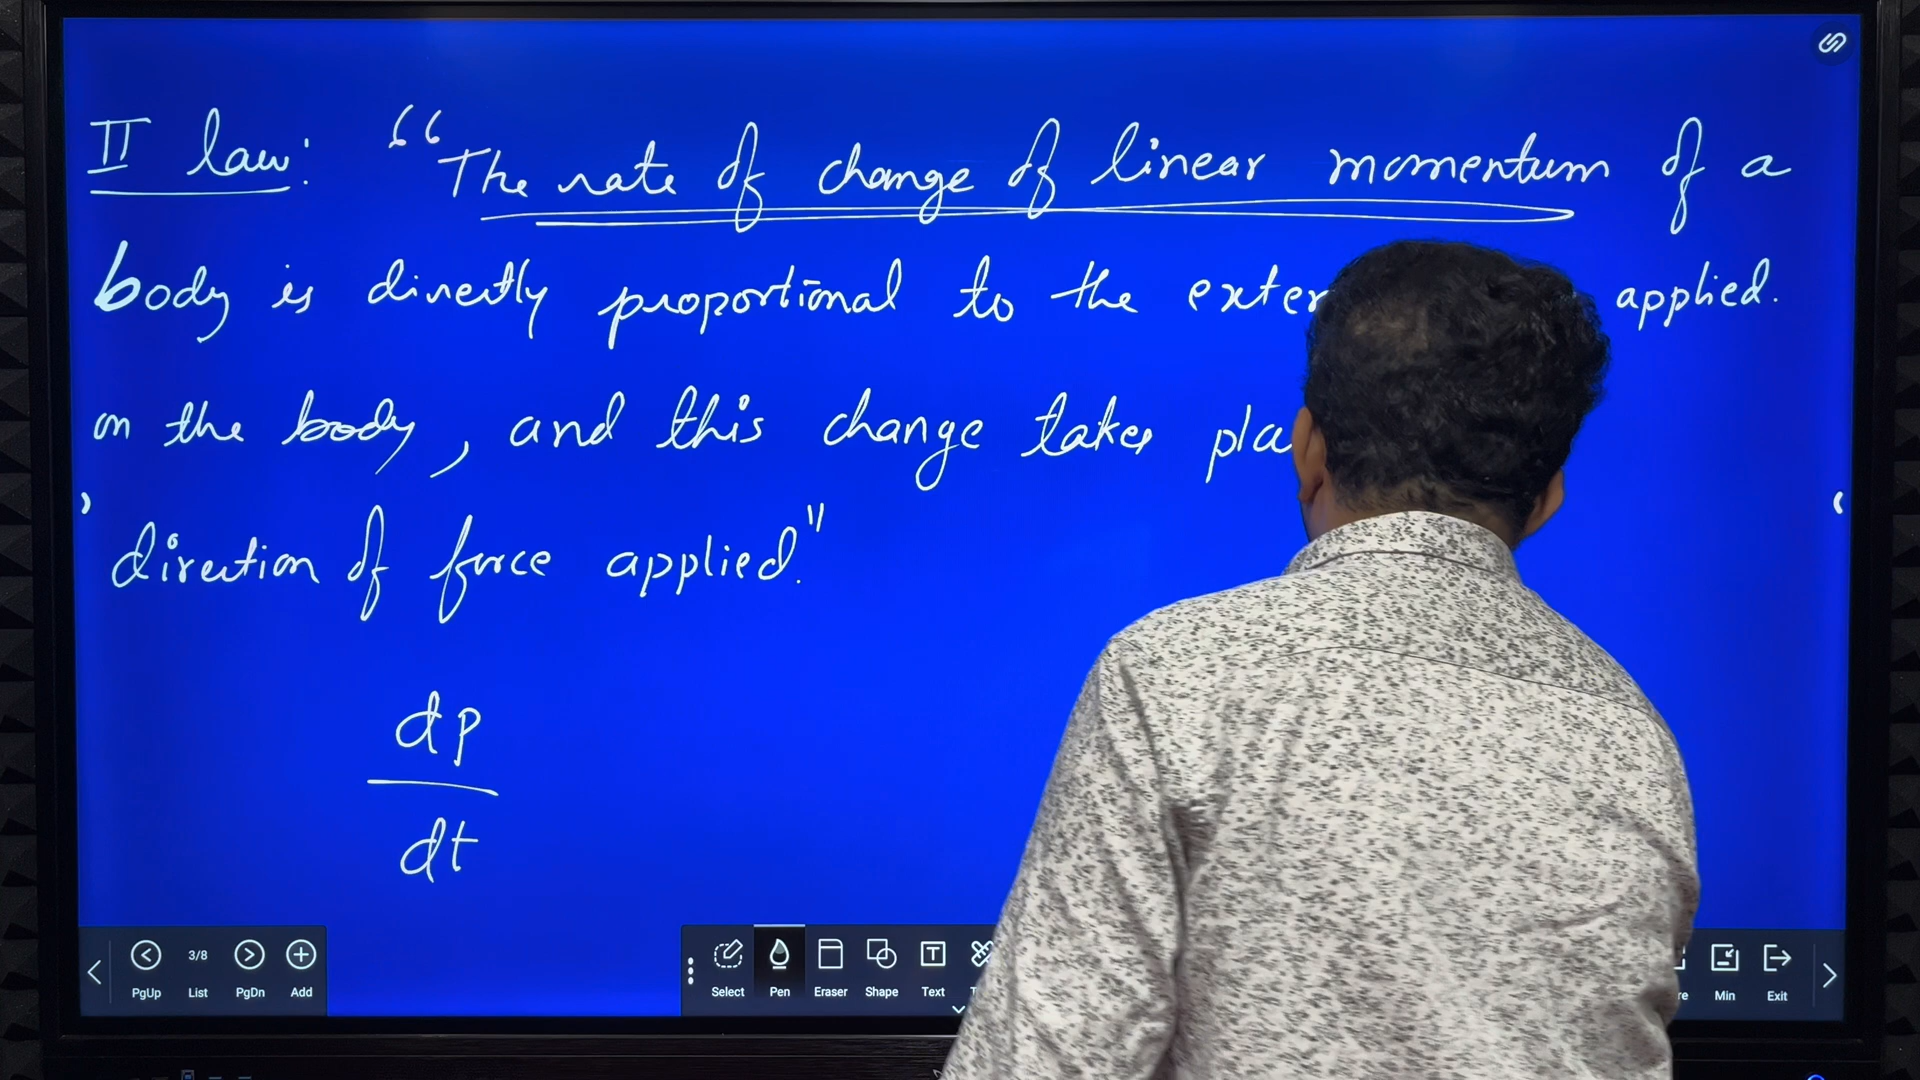 II law: “The rate of change of linear momentum of a
body is directly proportional to the exter applied.
on the body, and this change takes pla
direction of force applied."
dp
dt
3/8
PgUp List PgDn Add
Select Pen Eraser Shape Text
Min Exit